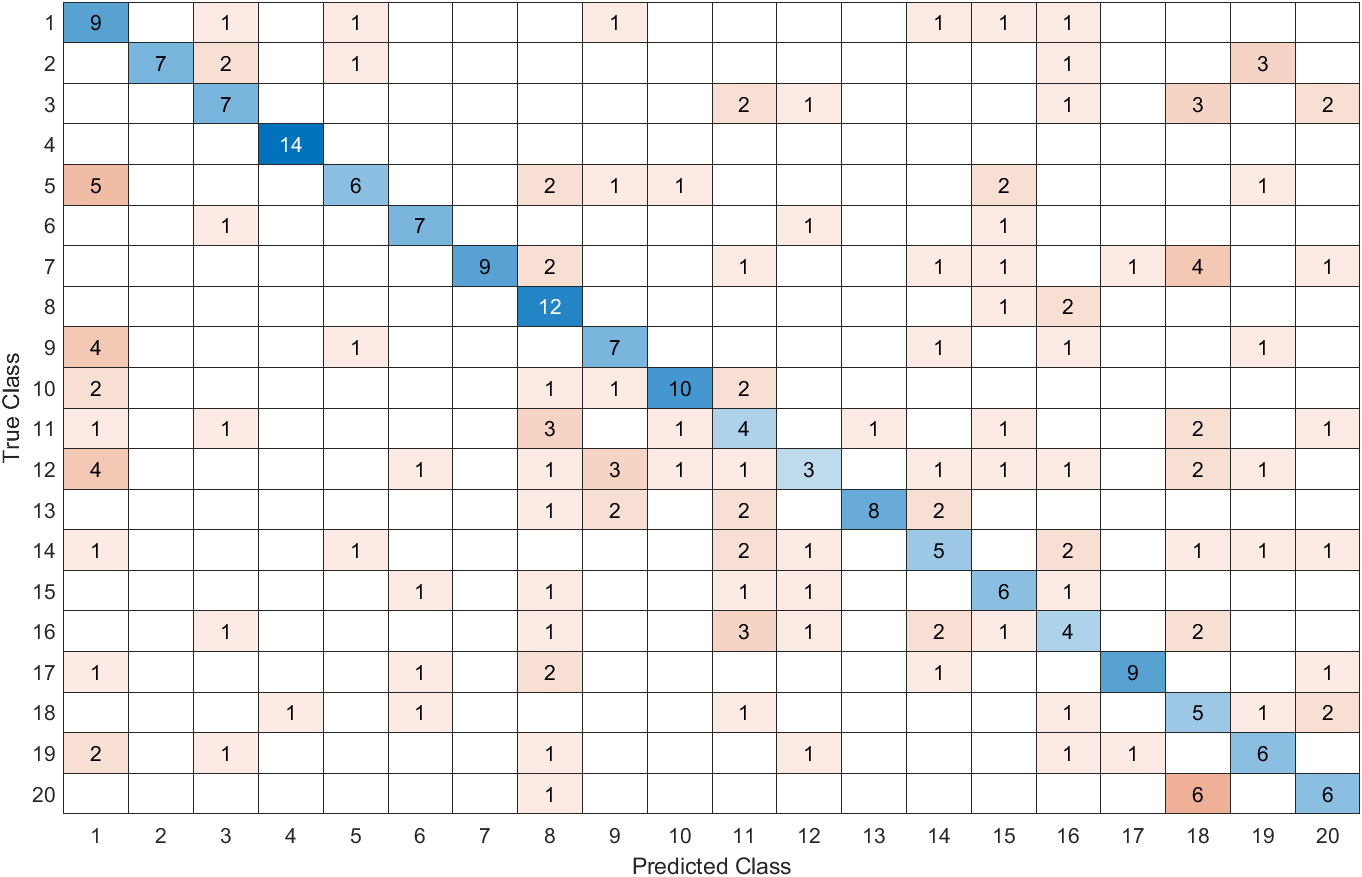 1 9 1 1 1 1 1 1
2 7 2 1 1 3
3 7 2 1 1 3 2
4 14
5 5 6 2 1 1 2 1
6 1 7 1 1
7 9 2 1 1 1 1 4 1
8 12 1 2
9 4 1 7 1 1 1
10 2 1 1 10 2
11 1 1 3 1 4 1 1 2 1
12 4 1 1 3 1 1 3 1 1 1 2 1
13 1 2 2 8 2
14 1 1 2 1 5 2 1 1 1
15 1 1 1 1 6 1
16 1 1 3 1 2 1 4 2
17 1 1 2 1 9 1
18 1 1 1 1 5 1 2
19 2 1 1 1 1 1 6
20 1 6 6
1 2 3 4 5 6 7 8 9 10 11 12 13 14 15 16 17 18 19 20
Predicted Class
True Class